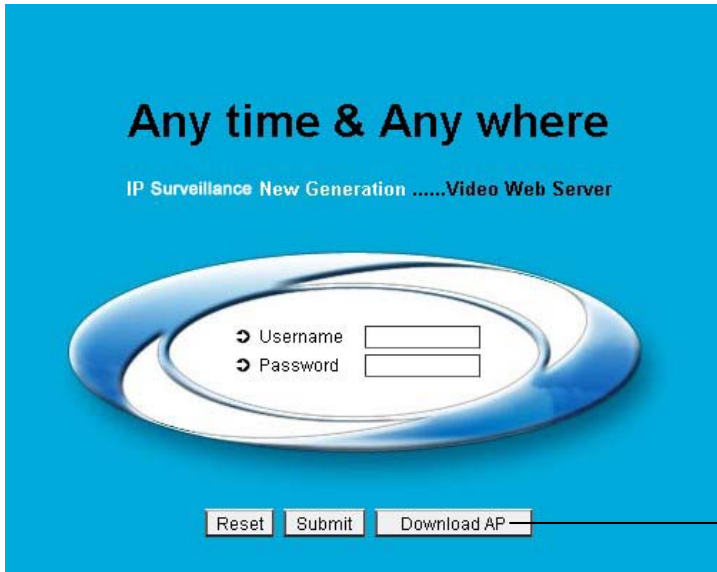 Any time & Any where
IP Surveillance New Generation ......Video Web Server
Username
Password
Reset Submit Download AP